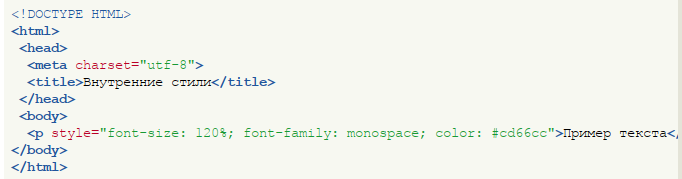 <!DOCTYPE HTML>
<html>
<head>
<meta charset="utf-8">
<title>Внутренние стили</title>
</head>
<body>
<p style="font-size: 120%; font-family: monospace; color: #cd66cc">Пример текста</
</body>
</html>